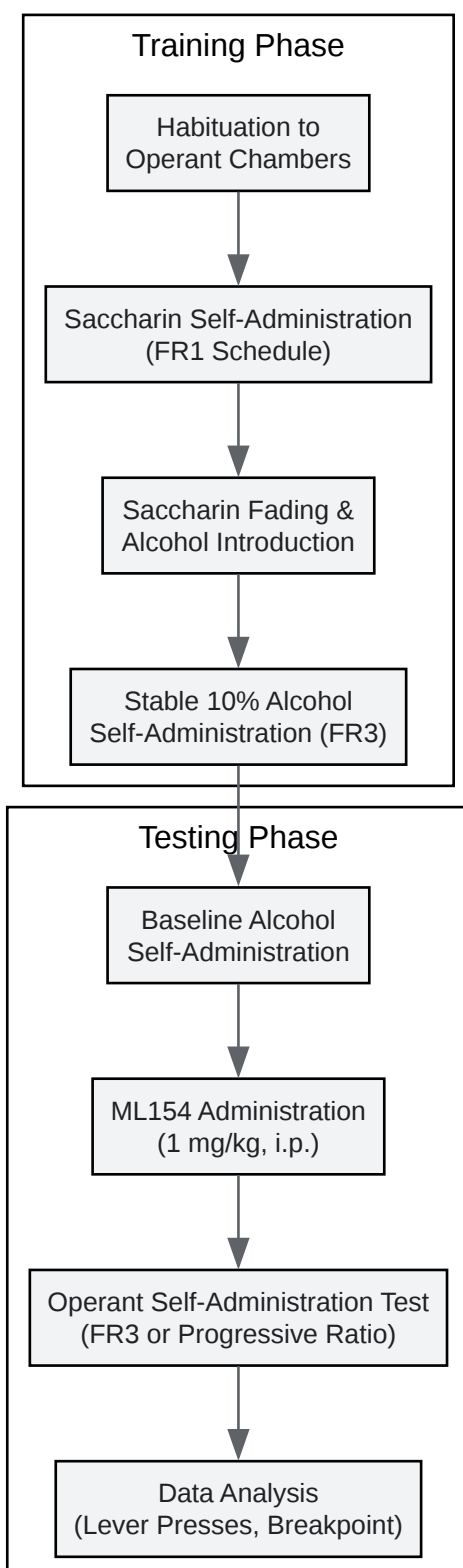 Training Phase
Habituation to
Operant Chambers
Saccharin Self-Administration
(FR1 Schedule)
Saccharin Fading &
Alcohol Introduction
Stable 10% Alcohol
Self-Administration (FR3)
Testing Phase
Baseline Alcohol
Self-Administration
ML154 Administration
(1 mg/kg, i.p.)
Operant Self-Administration Test
(FR3 or Progressive Ratio)
Data Analysis
(Lever Presses, Breakpoint)